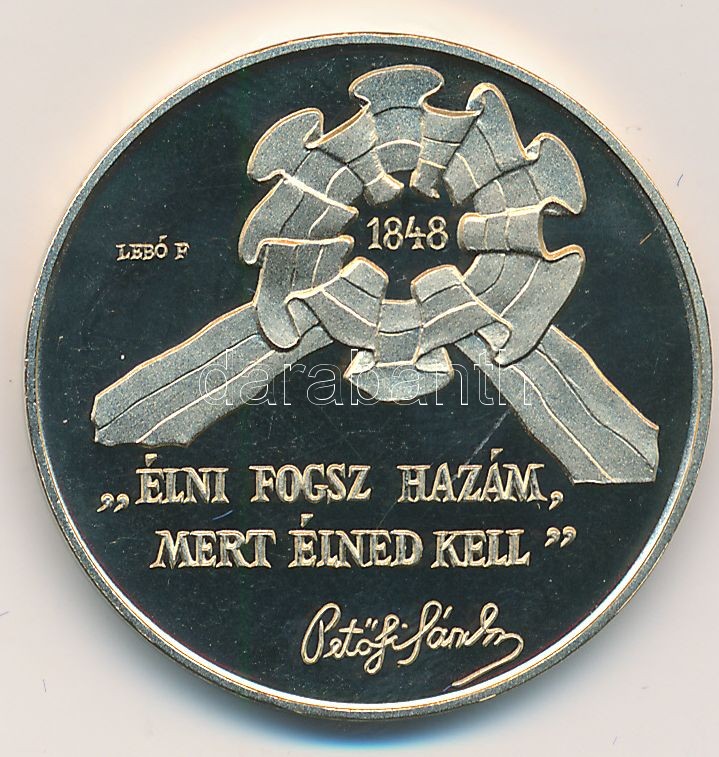 1848
LEBÓ F
darabanth
„ÉLNI FOGSZ HAZÁM,
MERT ÉLNED KELL”
Petőfi Sándor